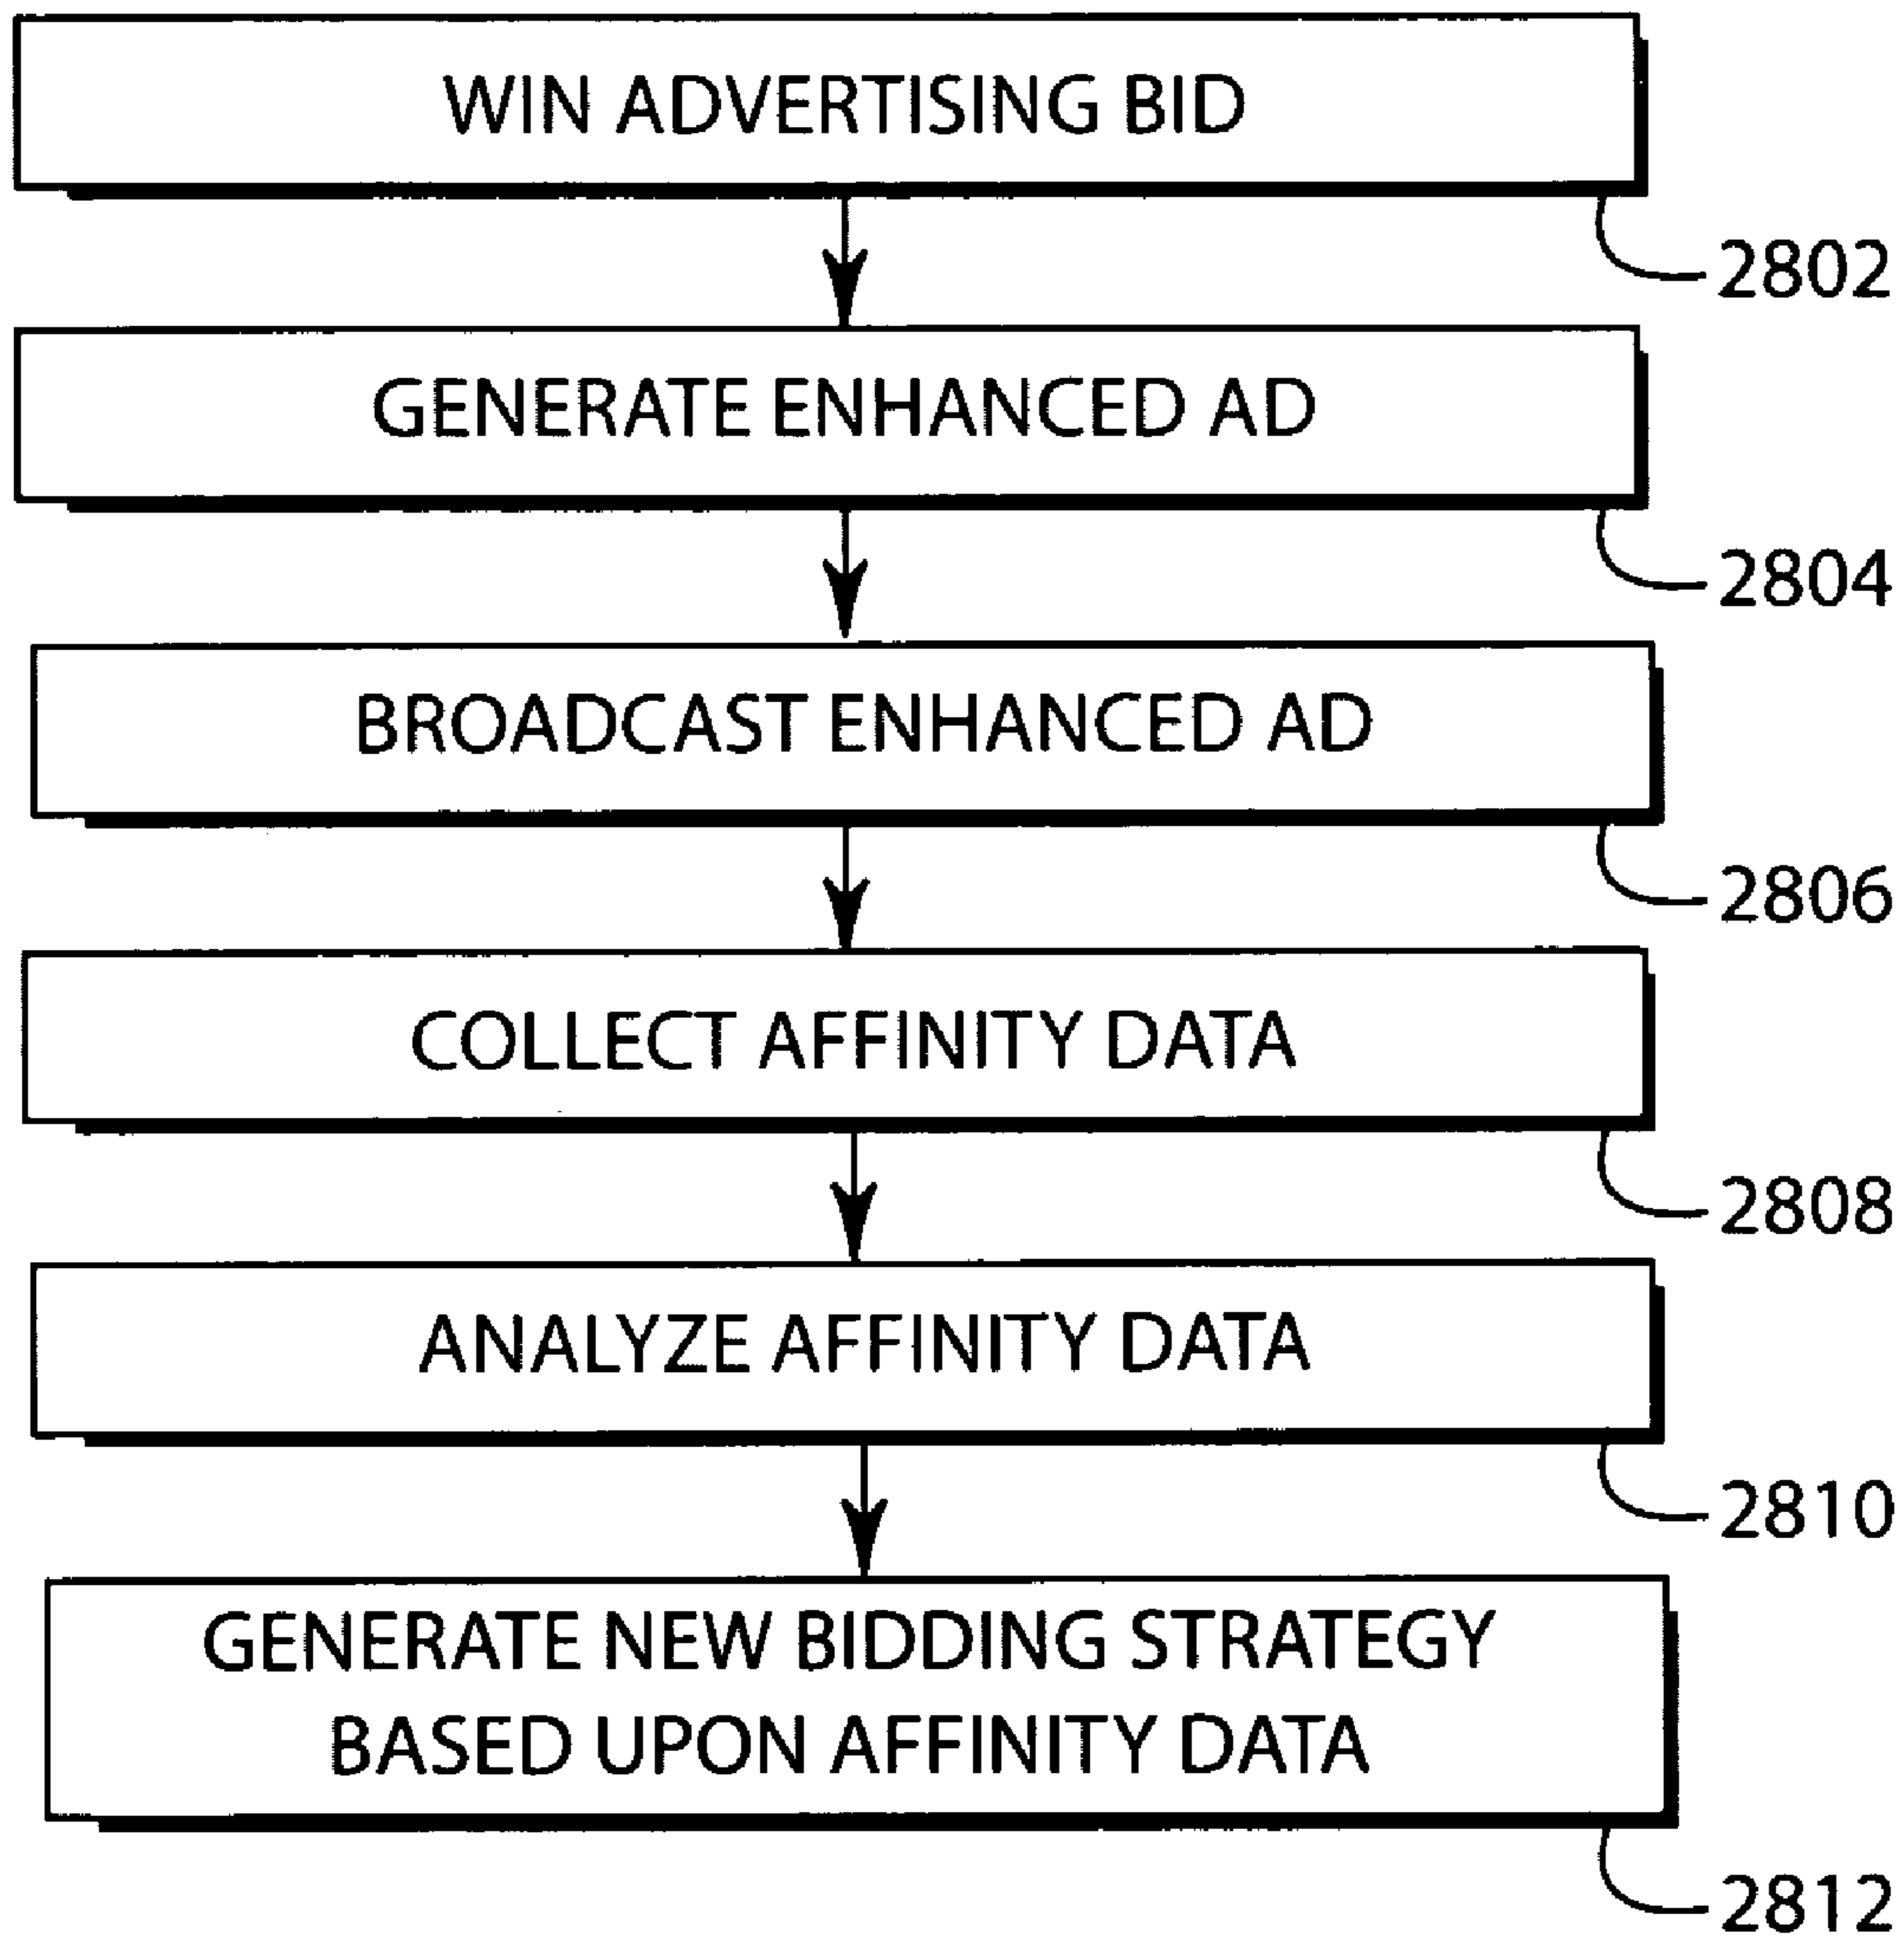 WIN ADVERTISING BID
2802
GENERATE ENHANCED AD
2804
BROADCAST ENHANCED AD
2806
COLLECT AFFINITY DATA
2808
ANALYZE AFFINITY DATA
2810
GENERATE NEW BIDDING STRATEGY
BASED UPON AFFINITY DATA
2812